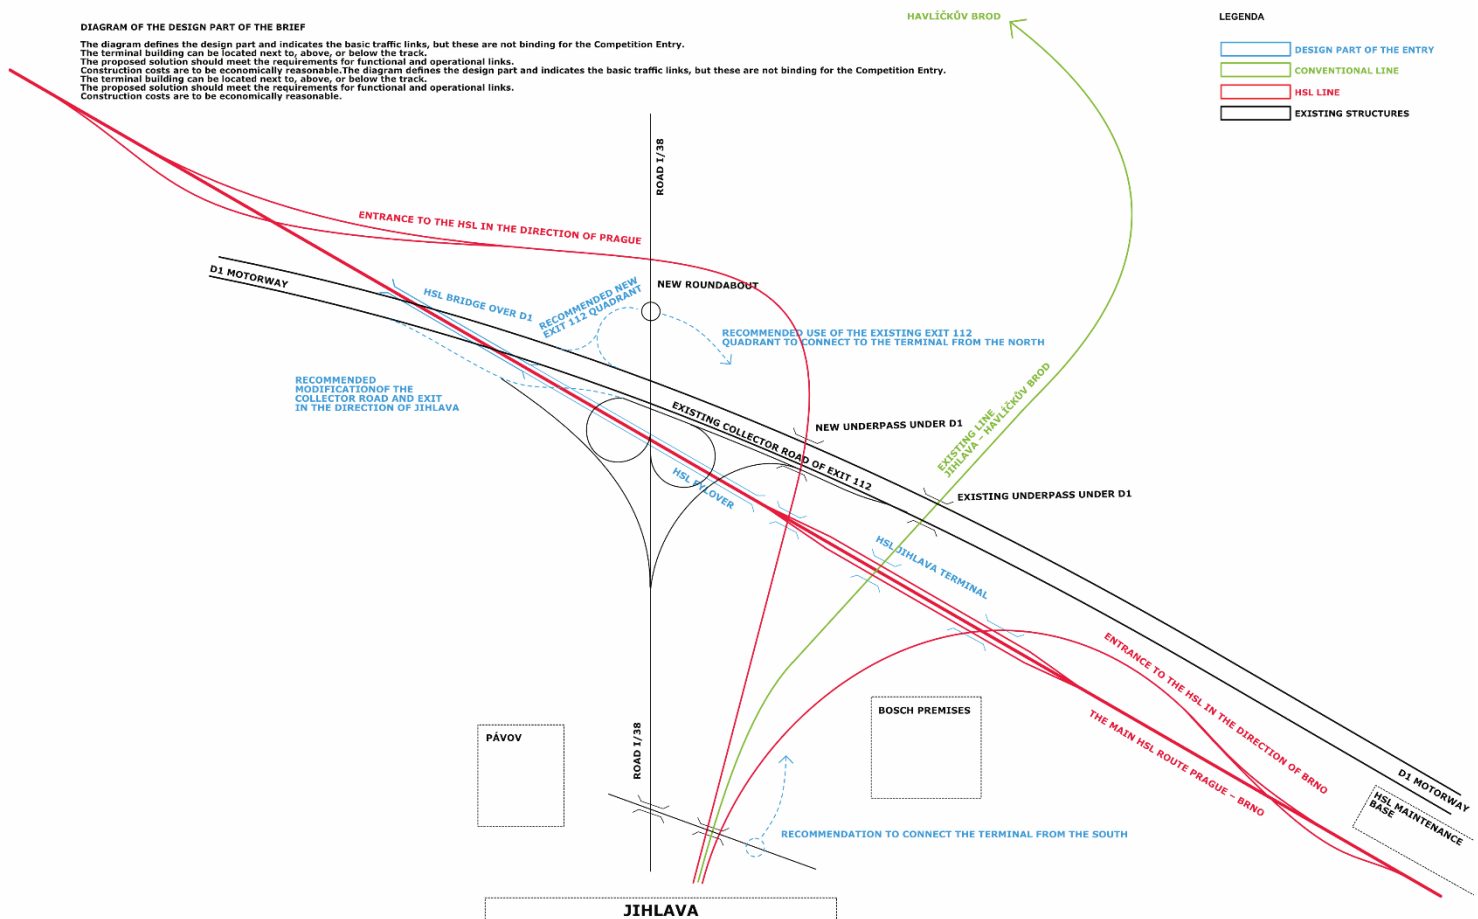 DIAGRAM OF THE DESIGN PART OF THE BRIEF
The diagram defines the design part and indicates the basic traffic links, but these are not binding for the Competition Entry.
The terminal building can be located next to, above, or below the track.
The proposed solution should meet the requirements for functional and operational links.
Construction costs are to be economically reasonable.The diagram defines the design part and indicates the basic traffic links, but these are not binding for the Competition Entry.
The terminal building can be located next to, above, or below the track.
The proposed solution should meet the requirements for functional and operational links.
Construction costs are to be economically reasonable.
HAVLÍČKŮV BROD
LEGENDA
DESIGN PART OF THE ENTRY
CONVENTIONAL LINE
HSL LINE
EXISTING STRUCTURES
ROAD I/38
ENTRANCE TO THE HSL IN THE DIRECTION OF PRAGUE
D1 MOTORWAY
HSL BRIDGE OVER D1
RECOMMENDED NEW
EXIT 112 QUADRANT
NEW ROUNDABOUT
RECOMMENDED USE OF THE EXISTING EXIT 112
QUADRANT TO CONNECT TO THE TERMINAL FROM THE NORTH
RECOMMENDED
MODIFICATIONOF THE
COLLECTOR ROAD AND EXIT
IN THE DIRECTION OF JIHLAVA
EXISTING COLLECTOR ROAD OF EXIT 112
NEW UNDERPASS UNDER D1
EXISTING LINE
JIHLAVA – HAVLÍČKŮV BROD
HSL FYLOVER
EXISTING UNDERPASS UNDER D1
HSL JIHLAVA TERMINAL
ENTRANCE TO THE HSL IN THE DIRECTION OF BRNO
THE MAIN HSL ROUTE PRAGUE – BRNO
BOSCH PREMISES
PÁVOV
ROAD I/38
D1 MOTORWAY
HSL MAINTENANCE
BASE
RECOMMENDATION TO CONNECT THE TERMINAL FROM THE SOUTH
JIHLAVA